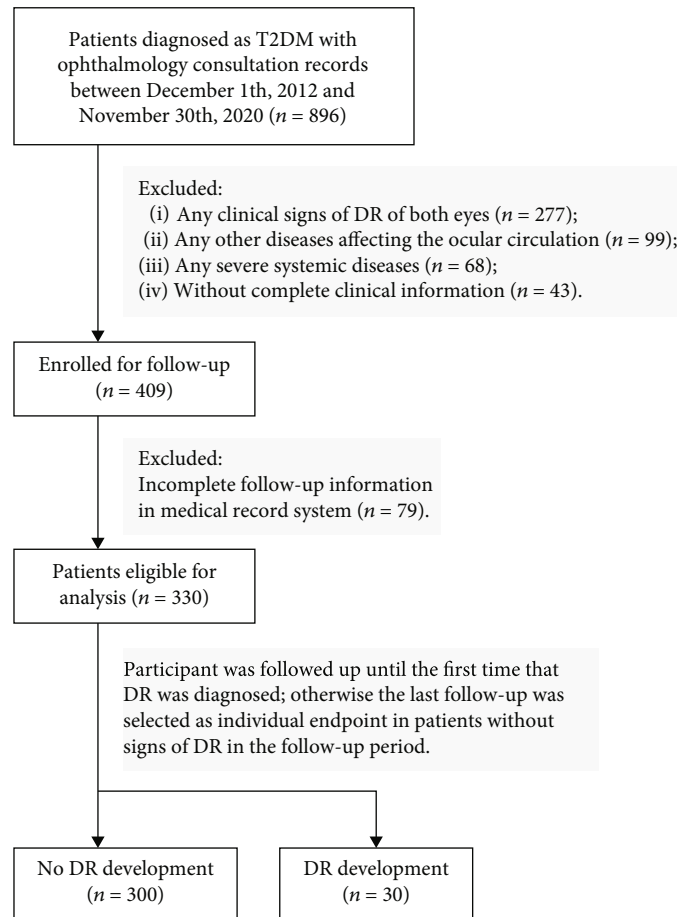 Patients diagnosed as T2DM with
ophthalmology consultation records
between December 1th, 2012 and
November 30th, 2020 (n = 896)
Excluded:
(i) Any clinical signs of DR of both eyes (n = 277);
(ii) Any other diseases affecting the ocular circulation (n = 99);
(iii) Any severe systemic diseases (n = 68);
(iv) Without complete clinical information (n = 43).
Enrolled for follow-up
(n = 409)
Excluded:
Incomplete follow-up information
in medical record system (n = 79).
Patients eligible for
analysis (n = 330)
Participant was followed up until the first time that
DR was diagnosed; otherwise the last follow-up was
selected as individual endpoint in patients without
signs of DR in the follow-up period.
No DR development
(n = 300)
DR development
(n = 30)